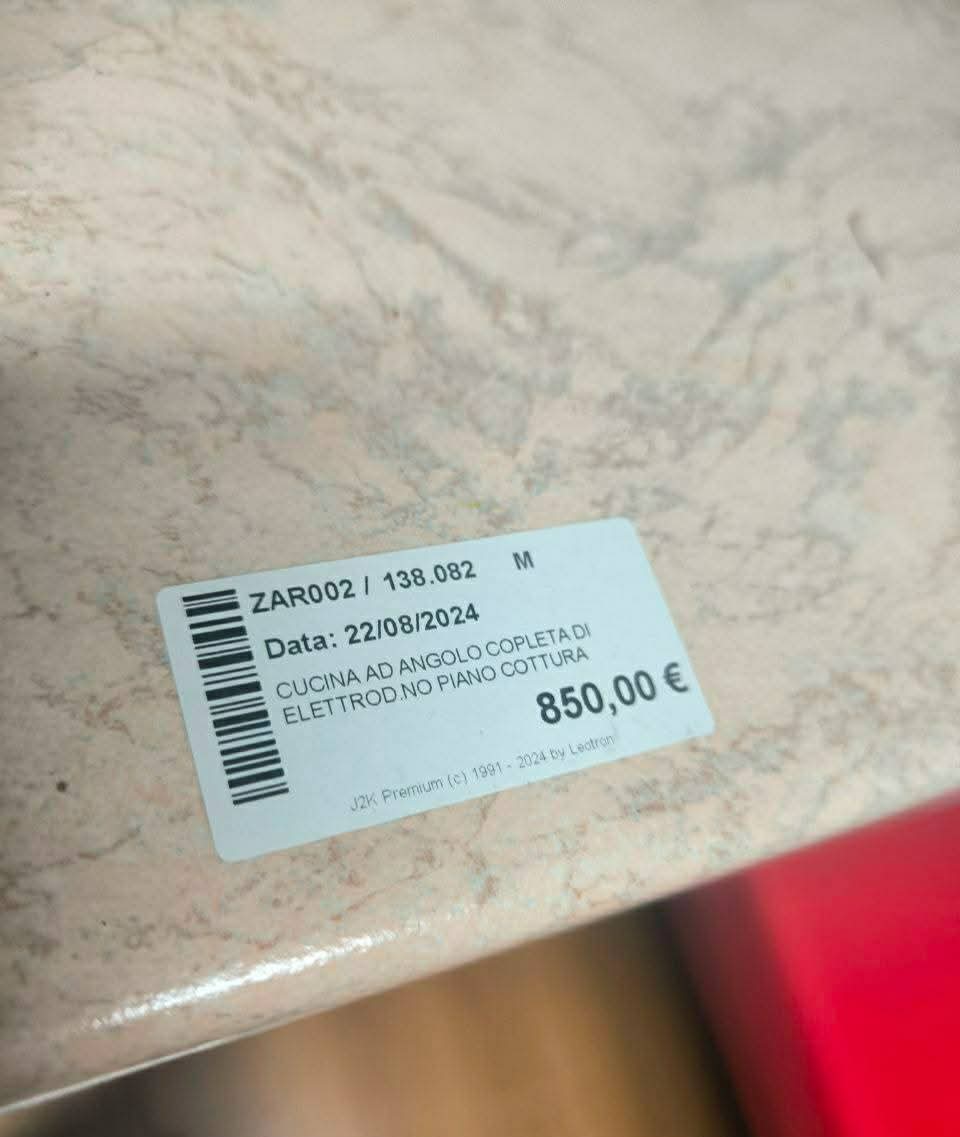 ZAR002 / 138.082 M
Data: 22/08/2024
CUCINA AD ANGOLO COPLETA DI
ELETTROD.NO PIANO COTTURA
850,00 €
J2K Premium (c) 1991 - 2024 by Leotron